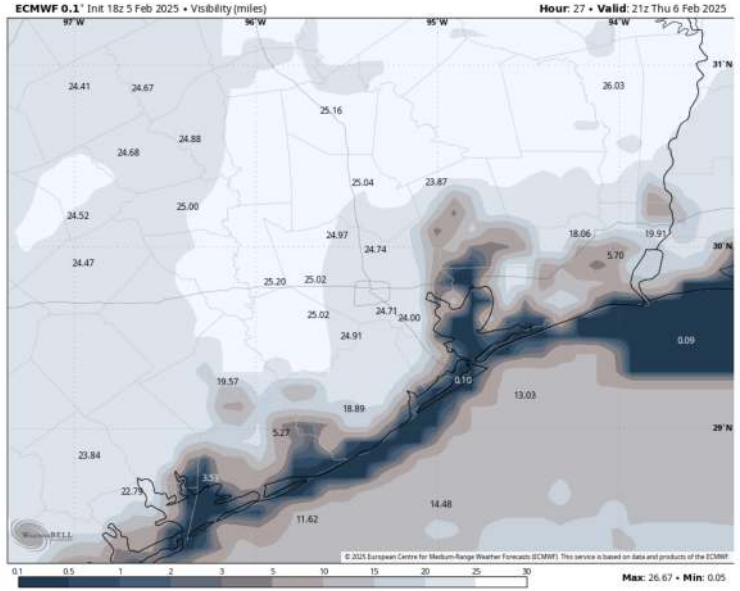 ECMWF 0.1° Init 18z 5 Feb 2025 • Visibility (miles)
Hour: 27 • Valid: 21z Thu 6 Feb 2025
97°W 96°W 95°W 94°W
31°N
24.41 24.67 26.03
25.16
24.88
24.68
25.04 23.87
25.00
24.52
24.97 18.06 19.91
30°N
24.74
5.70
24.47
25.20 25.02
24.71
25.02 24.00
24.91
0.09
19.57 0.10
13.03
18.89
29°N
5.27
23.84
3.53
22.79
14.48
11.62
WeatherBELL
© 2025 European Centre for Medium-Range Weather Forecasts (ECMWF). This service is based on data and products of the ECMWF.
0.1 0.5 1 2 3 5 10 15 20 25 30
Max: 26.67 • Min: 0.05